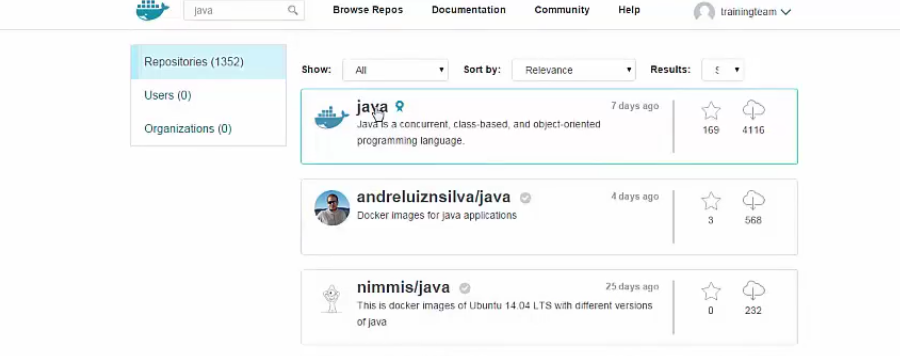 java Browse Repos Documentation Community Help trainingteam
Repositories (1352)
Users (0)
Organizations (0)
Show: All Sort by: Relevance Results:
java 7 days ago
Java is a concurrent, class-based, and object-oriented
programming language.
169 4116
andreluiznsilva/java 4 days ago
Docker images for java applications
3 568
nimmis/java 25 days ago
This is docker images of Ubuntu 14.04 LTS with different versions
of java
0 232